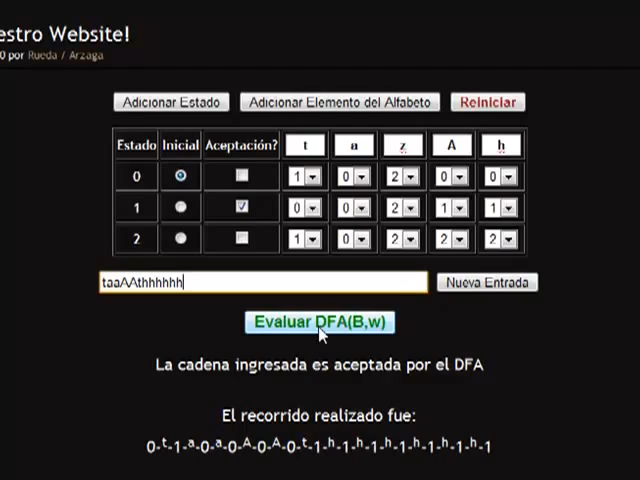 estro Website!
0 por Rueda / Arzaga
Adicionar Estado Adicionar Elemento del Alfabeto Reiniciar
Estado Inicial Aceptación? t a z A h
0 1 0 2 0 0
1 0 0 2 1 1
2 1 0 2 2 2
taaAAthhhhhh Nueva Entrada
Evaluar DFA(B,w)
La cadena ingresada es aceptada por el DFA
El recorrido realizado fue:
0-t-1-a-0-a-0-A-0-A-0-t-1-h-1-h-1-h-1-h-1-h-1-h-1